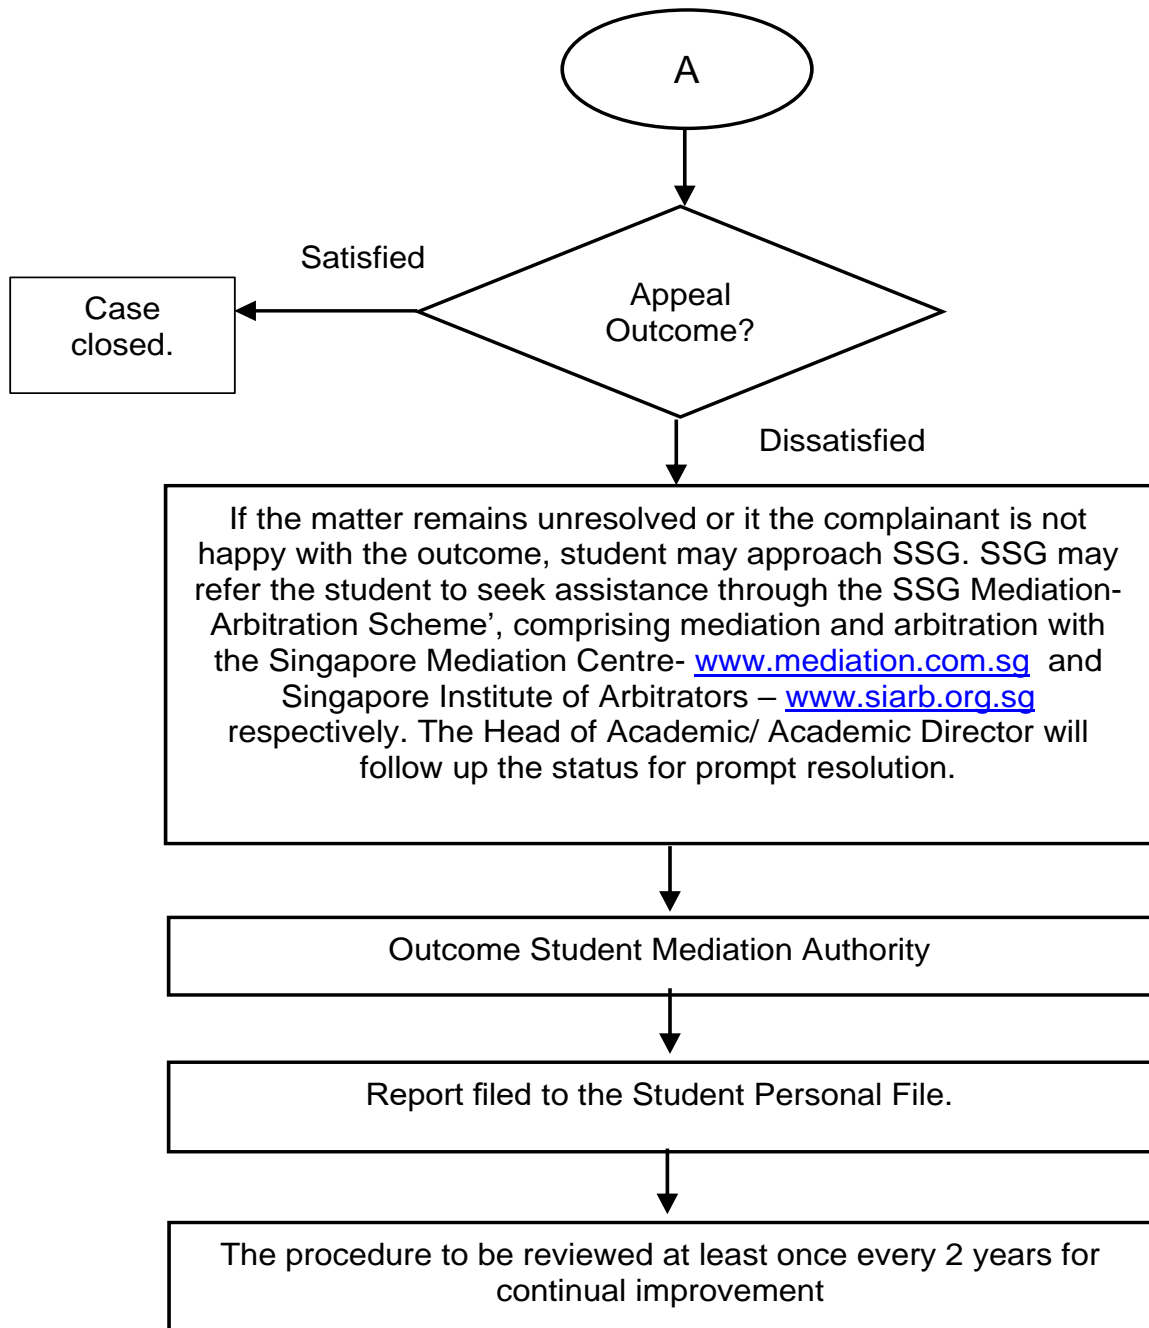 A
Satisfied
Appeal
Outcome?
Case
closed.
Dissatisfied
If the matter remains unresolved or it the complainant is not
happy with the outcome, student may approach SSG. SSG may
refer the student to seek assistance through the SSG Mediation-
Arbitration Scheme’, comprising mediation and arbitration with
the Singapore Mediation Centre- www.mediation.com.sg and
Singapore Institute of Arbitrators – www.siarb.org.sg
respectively. The Head of Academic/ Academic Director will
follow up the status for prompt resolution.
Outcome Student Mediation Authority
Report filed to the Student Personal File.
The procedure to be reviewed at least once every 2 years for
continual improvement